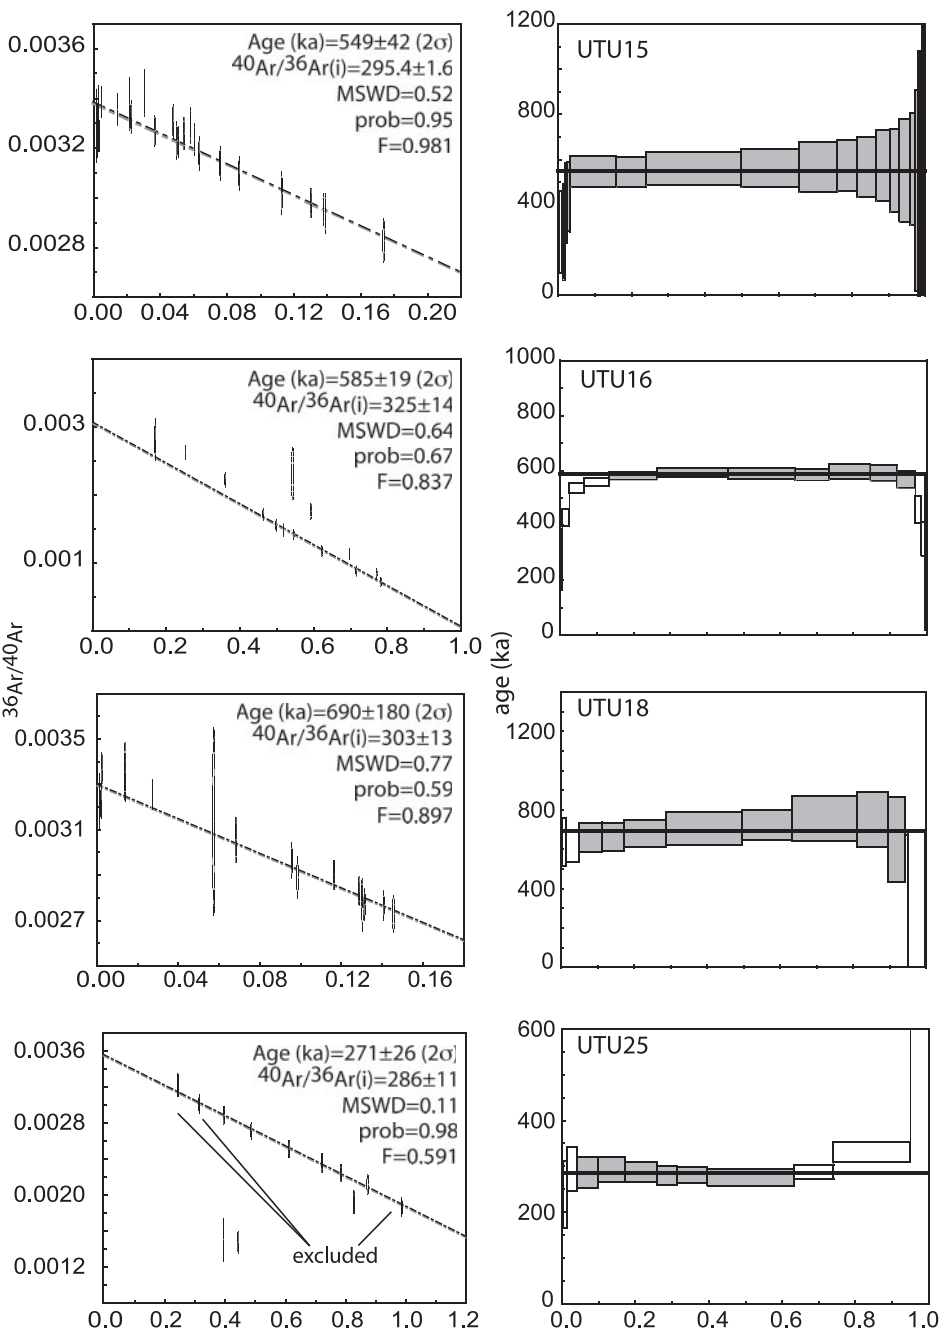 0.0036
0.0032
0.0028
Age (ka)=549±42 (2σ)
40Ar/36Ar(i)=295.4±1.6
MSWD=0.52
prob=0.95
F=0.981
0.00 0.04 0.08 0.12 0.16 0.20
UTU15
1200
800
400
0
0.003
0.001
Age (ka)=585±19 (2σ)
40Ar/36Ar(i)=325±14
MSWD=0.64
prob=0.67
F=0.837
0.0 0.2 0.4 0.6 0.8 1.0
UTU16
1000
800
600
400
200
0
36Ar/40Ar
age (ka)
0.0035
0.0031
0.0027
Age (ka)=690±180 (2σ)
40Ar/36Ar(i)=303±13
MSWD=0.77
prob=0.59
F=0.897
0.00 0.04 0.08 0.12 0.16
UTU18
1200
800
400
0
0.0036
0.0028
0.0020
0.0012
Age (ka)=271±26 (2σ)
40Ar/36Ar(i)=286±11
MSWD=0.11
prob=0.98
F=0.591
excluded
0.0 0.2 0.4 0.6 0.8 1.0 1.2
UTU25
600
400
200
0
0.0 0.2 0.4 0.6 0.8 1.0